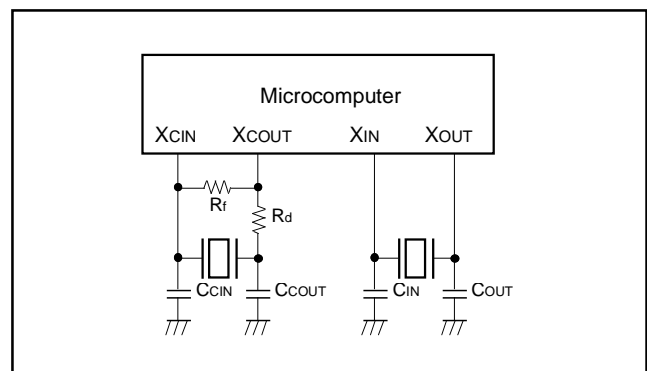 Microcomputer
XCIN XCOUT XIN XOUT
Rf
Rd
CCIN CCOUT CIN COUT